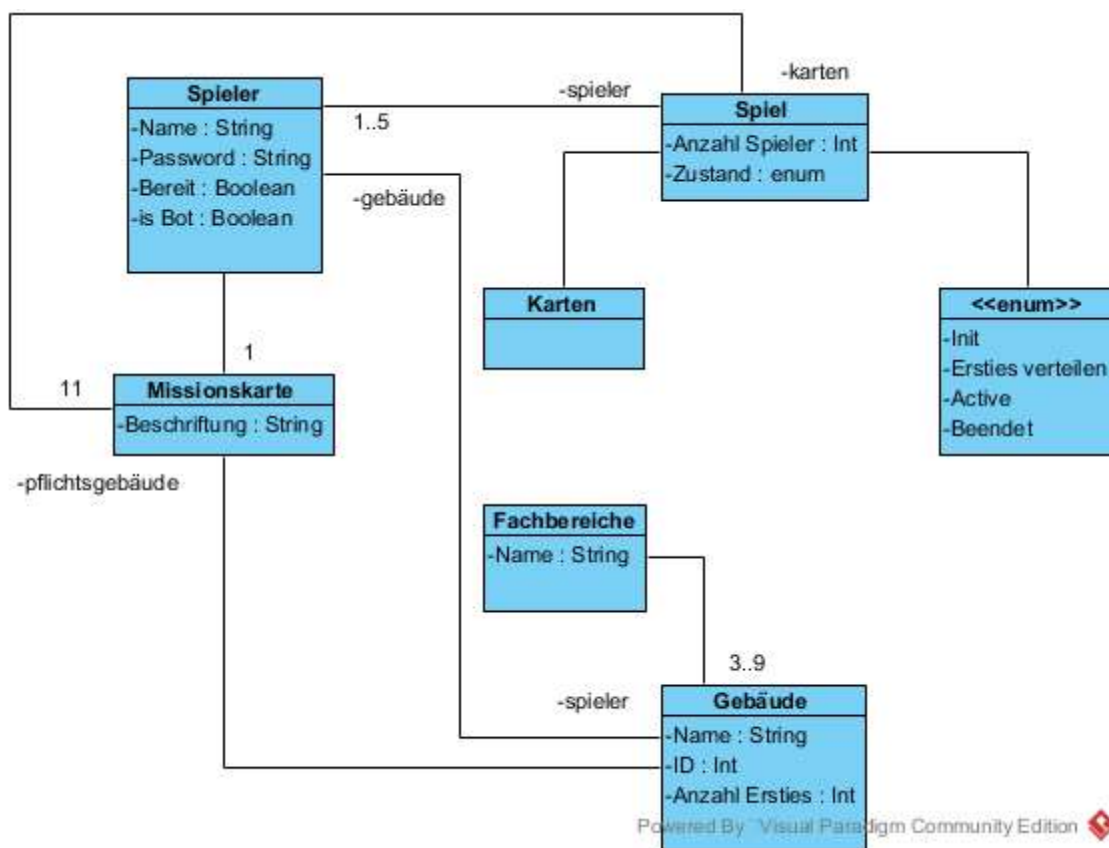 -karten
-spieler
Spieler
-Name : String
-Password : String
-Bereit : Boolean
-is Bot : Boolean
1..5
-gebäude
Spiel
-Anzahl Spieler : Int
-Zustand : enum
Karten
<<enum>>
-Init
-Ersties verteilen
-Active
-Beendet
1
11
Missionskarte
-Beschriftung : String
-pflichtsgebäude
Fachbereiche
-Name : String
3..9
-spieler
Gebäude
-Name : String
-ID : Int
-Anzahl Ersties : Int
Powered By Visual Paradigm Community Edition